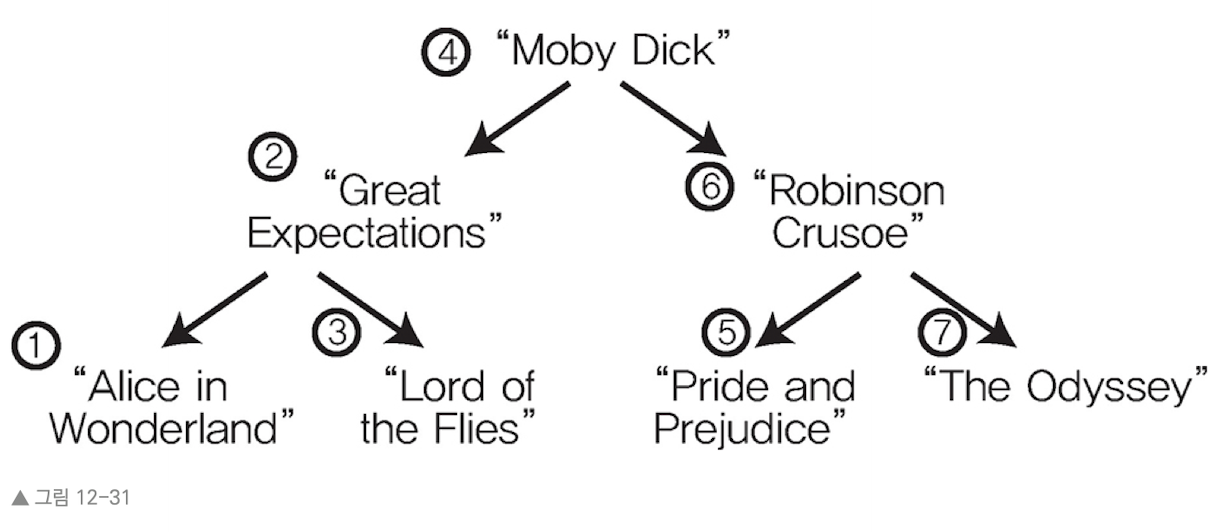 ④ “Moby Dick”
② “Great
Expectations”
⑥ “Robinson
Crusoe”
① “Alice in
Wonderland”
③ “Lord of
the Flies”
⑤ “Pride and
Prejudice”
⑦ “The Odyssey”
▲ 그림 12-31